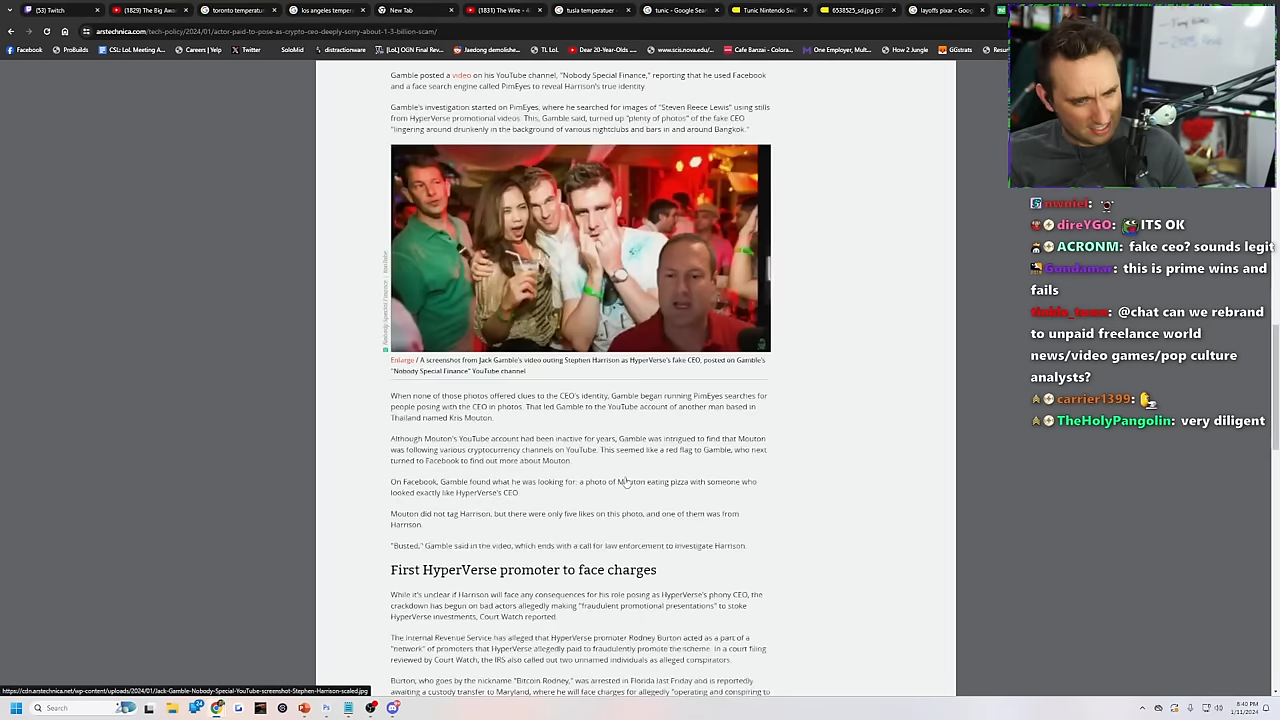 (53) Twitch
(1829) The Big Awa
toronto temperatur
los angeles temper
New Tab
(1831) The Wire - 4
tulsa temperature
tunic - Google Sear
Tunic Nintendo Swi
6538525_sd.jpg (35
arstechnica.com/tech-policy/2024/01/actor-paid-to-pose-as-crypto-ceo-deeply-sorry-about-1-3-billion-scam/
Facebook
Probuilds
CSL: LoL Meeting A...
Careers | Yelp
Twitch
Twitter
Splitdoor
distractionware
Dear 20-Year-Olds ...
www.scis.nova.edu/...
Cafe Banzai - Colora...
One Employer, Mult...
How 2 Jungle
GGstrats
Gamble posted a video on his YouTube channel, "Nobody Special Finance," reporting that he used Facebook
and a face search engine called PimEyes to reveal Harrison's true identity
Gamble's investigation started on PimEyes, where he searched for images of "Steven Reece Lewis" using stills
from HyperVerse promotional videos. This, Gamble said, turned up "plenty of photos" of the fake CEO
"lingering around drunkenly in the background of various nightclubs and bars in and around Bangkok."
Nobody Special Finance | YouTube
Enlarge / A screenshot from Jack Gamble's video outing Stephen Harrison as HyperVerse's fake CEO, posted on Gamble's
"Nobody Special Finance" YouTube channel
When none of those photos offered clues to the CEO's identity, Gamble began running PimEyes searches for
people posing with the CEO in photos. That led Gamble to the YouTube account of another man based in
Thailand named Kris Mouton.
Although Mouton's YouTube account had been inactive for years, Gamble was intrigued to find that Mouton
was following various cryptocurrency channels on YouTube. This seemed like a red flag to Gamble, who next
turned to Facebook to find out more about Mouton.
On Facebook, Gamble found what he was looking for: a photo of Mouton eating pizza with someone who
looked exactly like HyperVerse's CEO.
Mouton did not tag Harrison, but there were only five likes on this photo, and one of them was from
Harrison.
"Busted," Gamble said in the video, which ends with a call for law enforcement to investigate Harrison.
First HyperVerse promoter to face charges
While it's unclear if Harrison will face any consequences for his role posing as HyperVerse's phony CEO, the
crackdown has begun on bad actors allegedly making "fraudulent promotional presentations" to stoke
HyperVerse investments, Court Watch reported.
The Internal Revenue Service has alleged that HyperVerse promoter Rodney Burton acted as a part of a
"network" of promoters that HyperVerse allegedly paid to fraudulently promote the scheme. In a court filing
reviewed by Court Watch, the IRS also called out two unnamed individuals as alleged conspirators.
Burton, who goes by the nickname "Bitcoin Rodney," was arrested in Florida last Friday and is reportedly
awaiting a custody transfer to Maryland, where he will face charges for allegedly "operating and conspiring to
awniel:
direYGO: ITS OK
ACRONM: fake ceo? sounds legit
Gundamar: this is prime wins and
fails
@chat can we rebrand
to unpaid freelance world
news/video games/pop culture
analysts?
carrier1399:
TheHolyPangolin: very diligent
https://cdn.arstechnica.net/wp-content/uploads/2024/01/Jack-Gamble-Nobody-Special-YouTube-screenshot-Stephen-Harrison-scaled.jpg
Search
8:40 PM
1/11/2024